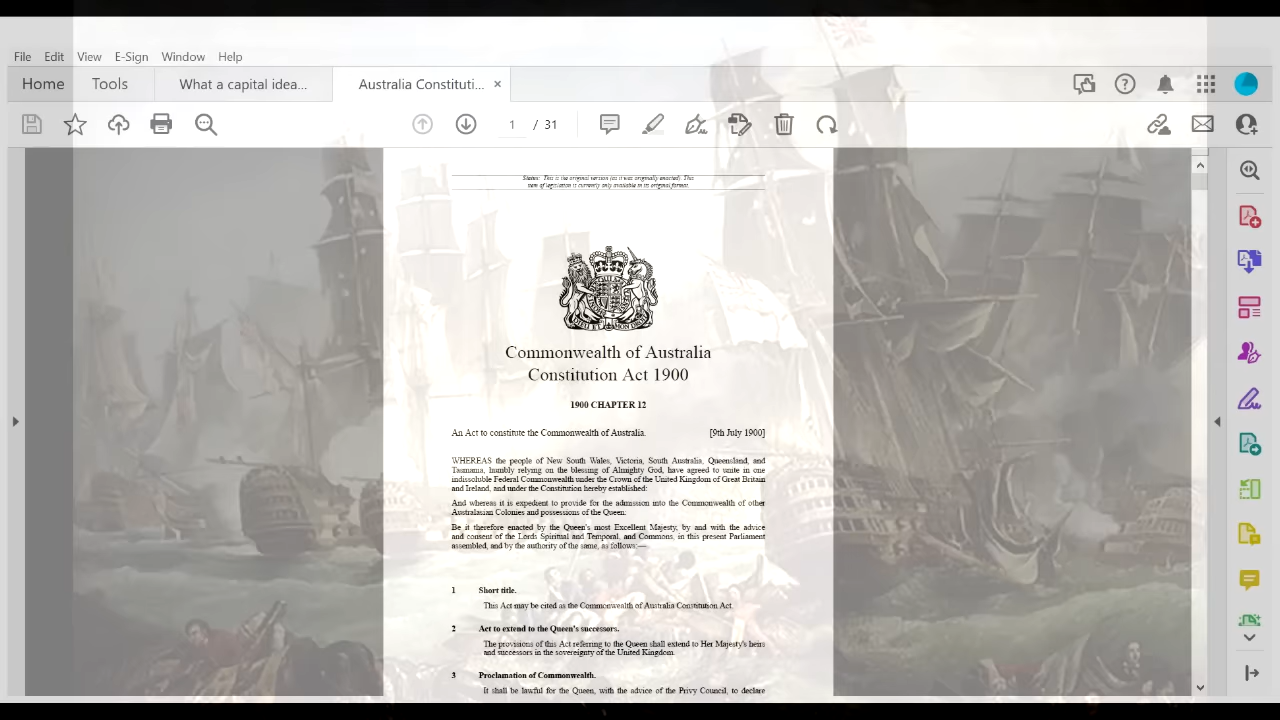 File Edit View E-Sign Window Help
Home Tools What a capital idea... Australia Constituti... ×
1 / 31
Status: This is the original version (as it was originally enacted). This
item of legislation is currently only available in its original format.
Commonwealth of Australia
Constitution Act 1900
1900 CHAPTER 12
An Act to constitute the Commonwealth of Australia. [9th July 1900]
WHEREAS the people of New South Wales, Victoria, South Australia, Queensland, and
Tasmania, humbly relying on the blessing of Almighty God, have agreed to unite in one
indissoluble Federal Commonwealth under the Crown of the United Kingdom of Great Britain
and Ireland, and under the Constitution hereby established:
And whereas it is expedient to provide for the admission into the Commonwealth of other
Australasian Colonies and possessions of the Queen:
Be it therefore enacted by the Queen's most Excellent Majesty, by and with the advice
and consent of the Lords Spiritual and Temporal, and Commons, in this present Parliament
assembled, and by the authority of the same, as follows:—
1 Short title.
This Act may be cited as the Commonwealth of Australia Constitution Act.
2 Act to extend to the Queen's successors.
The provisions of this Act referring to the Queen shall extend to Her Majesty's heirs
and successors in the sovereignty of the United Kingdom.
3 Proclamation of Commonwealth.
It shall be lawful for the Queen, with the advice of the Privy Council, to declare